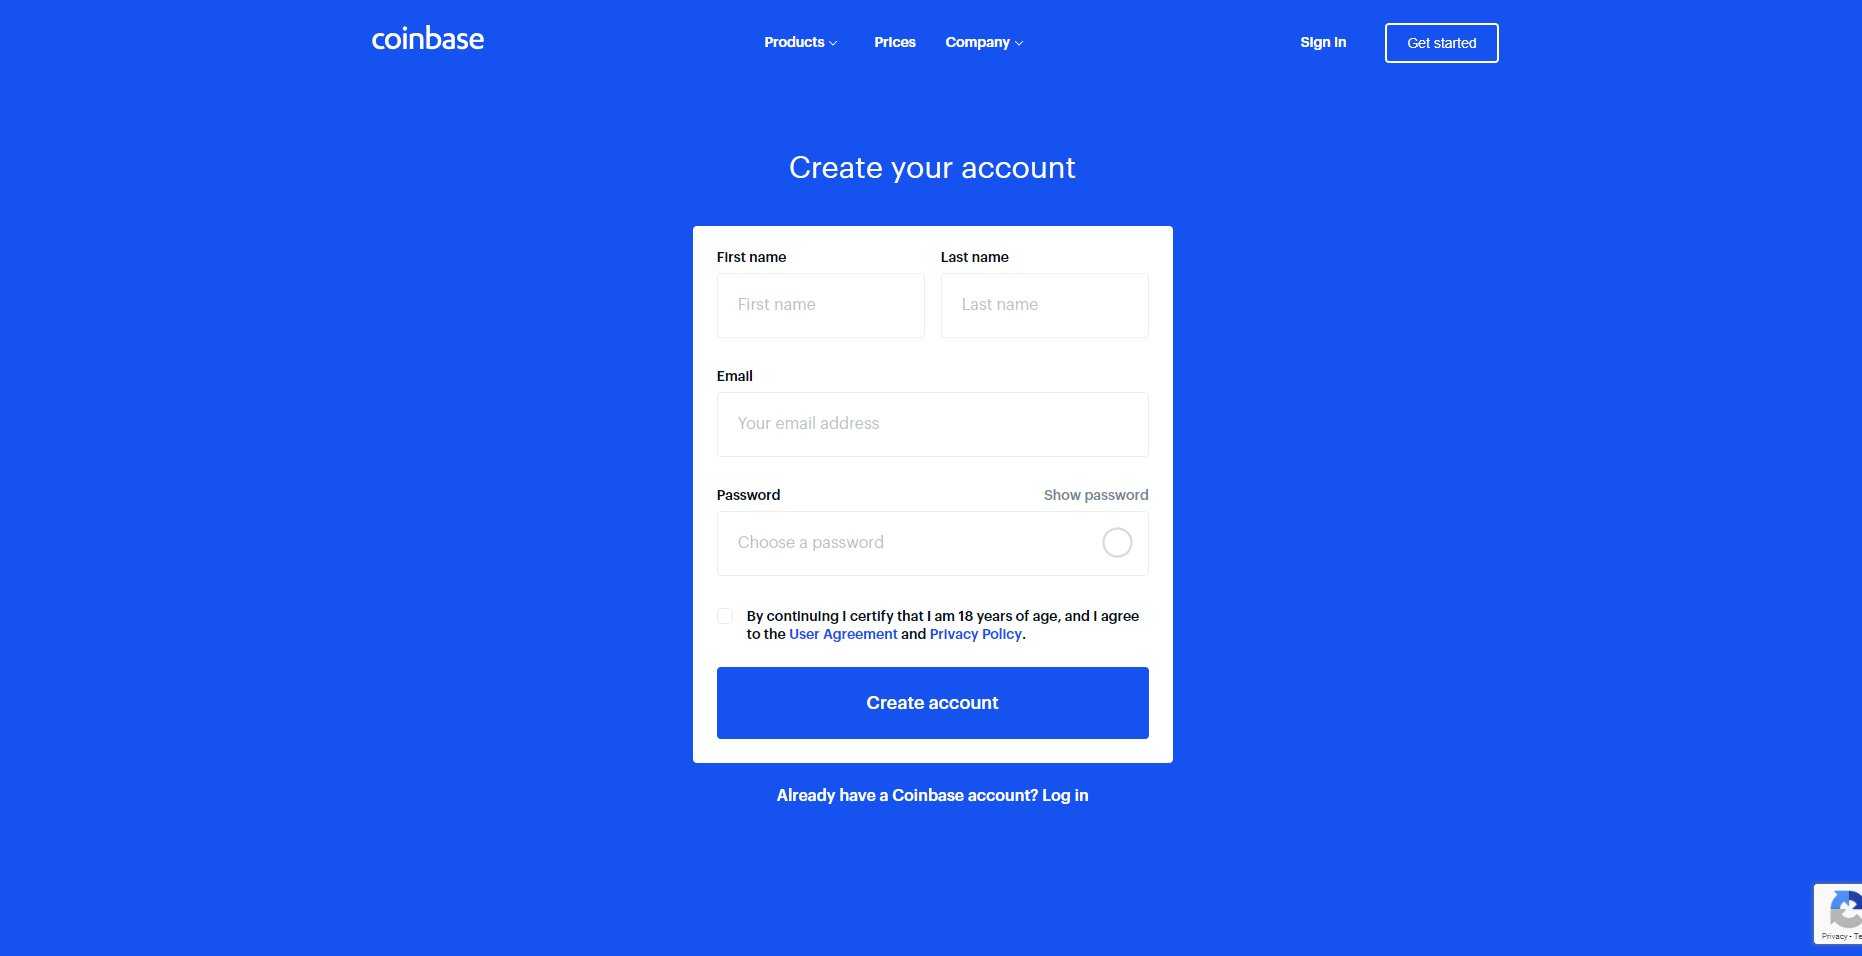 coinbase
Products
Prices
Company
Sign in
Get started
Create your account
First name
Last name
First name
Last name
Email
Your email address
Password
Show password
Choose a password
By continuing I certify that I am 18 years of age, and I agree
to the User Agreement and Privacy Policy.
Create account
Already have a Coinbase account? Log in
Privacy - Te